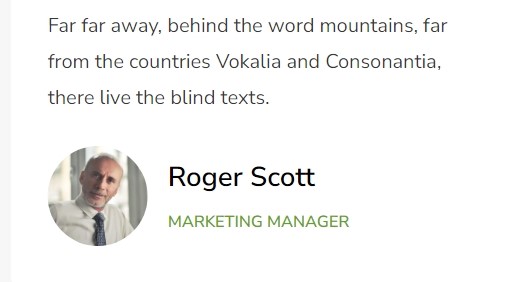 Far far away, behind the word mountains, far
from the countries Vokalia and Consonantia,
there live the blind texts.
Roger Scott
MARKETING MANAGER